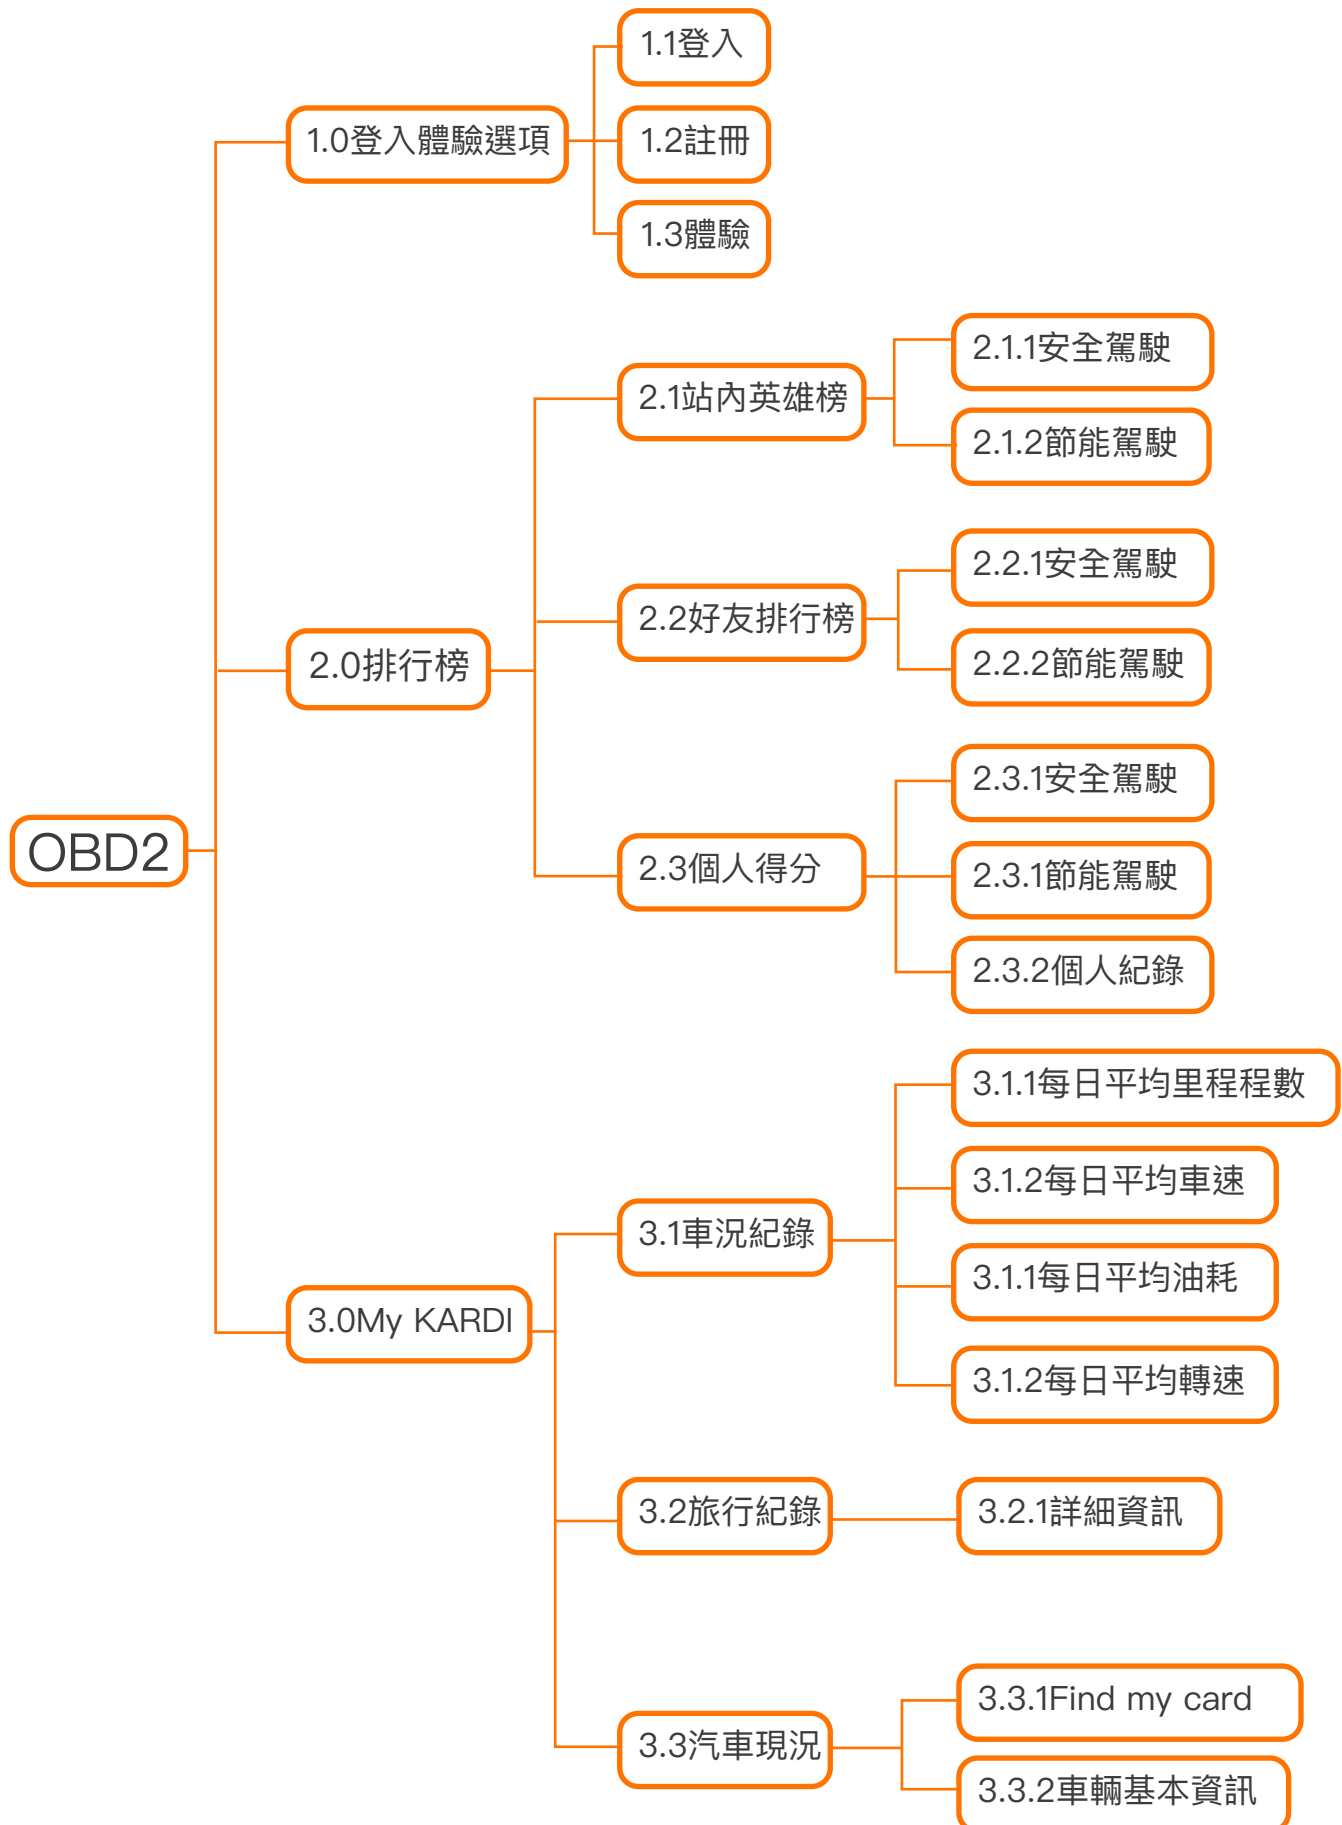 OBD2
1.0登入體驗選項
1.1登入
1.2註冊
1.3體驗
2.0排行榜
2.1站內英雄榜
2.1.1安全駕駛
2.1.2節能駕駛
2.2好友排行榜
2.2.1安全駕駛
2.2.2節能駕駛
2.3個人得分
2.3.1安全駕駛
2.3.1節能駕駛
2.3.2個人紀錄
3.0My KARDI
3.1車況紀錄
3.1.1每日平均里程程數
3.1.2每日平均車速
3.1.1每日平均油耗
3.1.2每日平均轉速
3.2旅行紀錄
3.2.1詳細資訊
3.3汽車現況
3.3.1Find my card
3.3.2車輛基本資訊